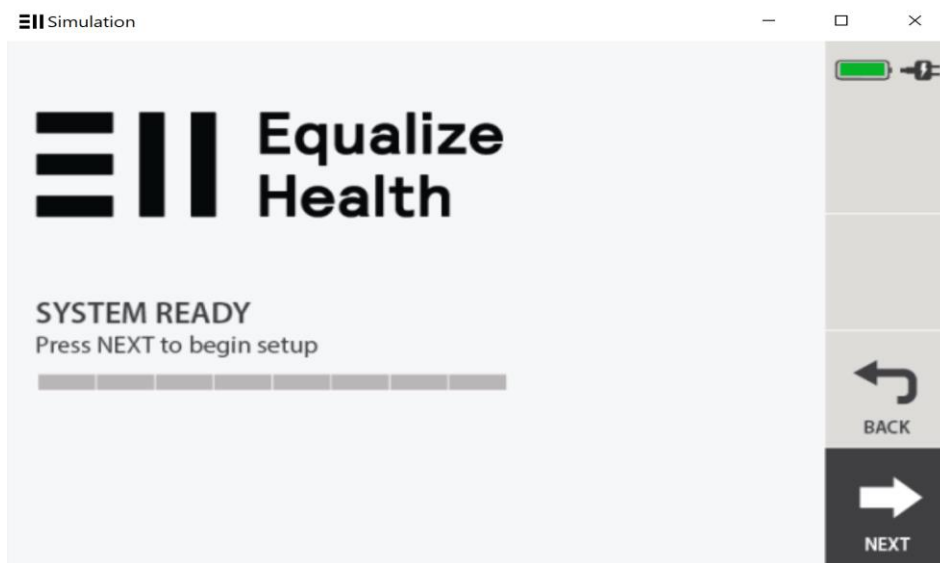 Simulation
Equalize
Health
SYSTEM READY
Press NEXT to begin setup
BACK
NEXT